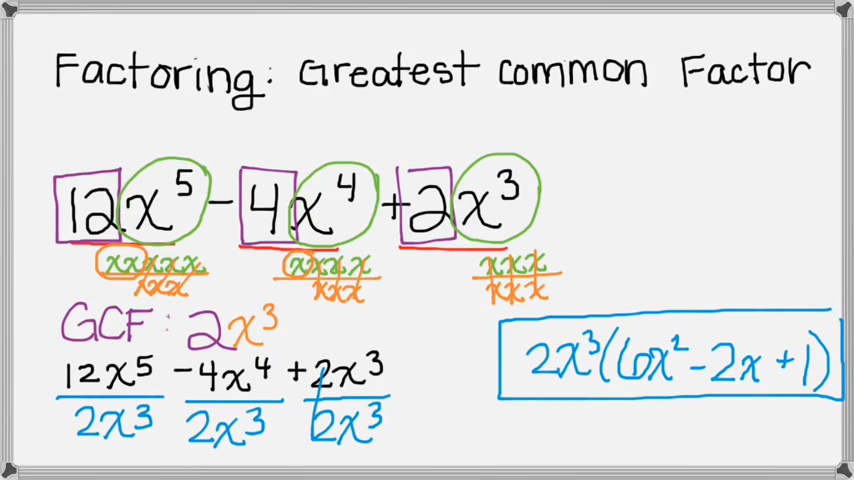 Factoring: Greatest common Factor
12x⁵ - 4x⁴ + 2x³
xxxxx xxxx xxx
xxx xxx xxx
GCF: 2x³
12x⁵ -4x⁴ +2x³
2x³ 2x³ 2x³
2x³(6x² - 2x + 1)